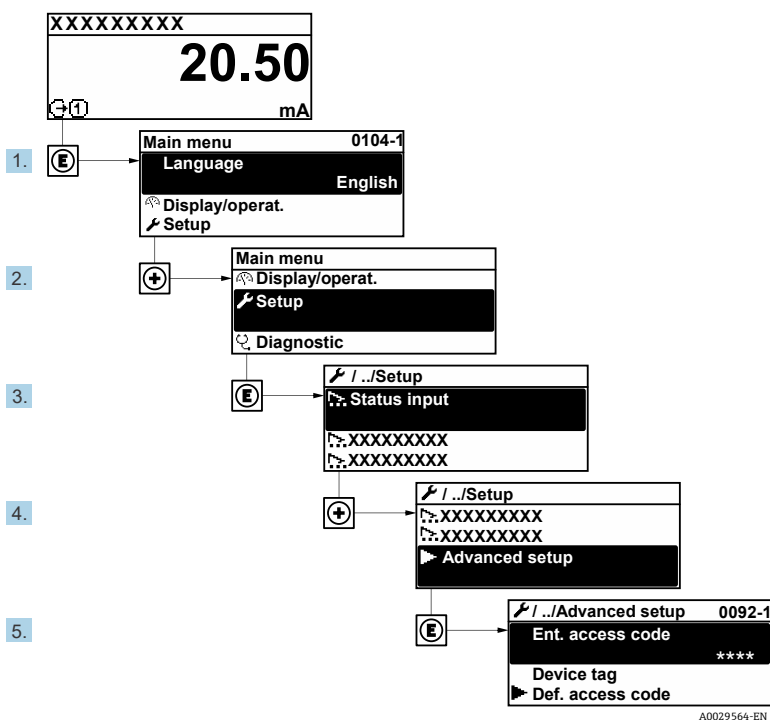 XXXXXXXXX
20.50
1 mA
1. E
Main menu 0104-1
Language
English
Display/operat.
Setup
2. +
Main menu
Display/operat.
Setup
Diagnostic
3. E
/ ../Setup
Status input
XXXXXXXXX
XXXXXXXXX
4. +
/ ../Setup
XXXXXXXXX
XXXXXXXXX
Advanced setup
5. E
/ ../Advanced setup 0092-1
Ent. access code
****
Device tag
Def. access code
A0029564-EN